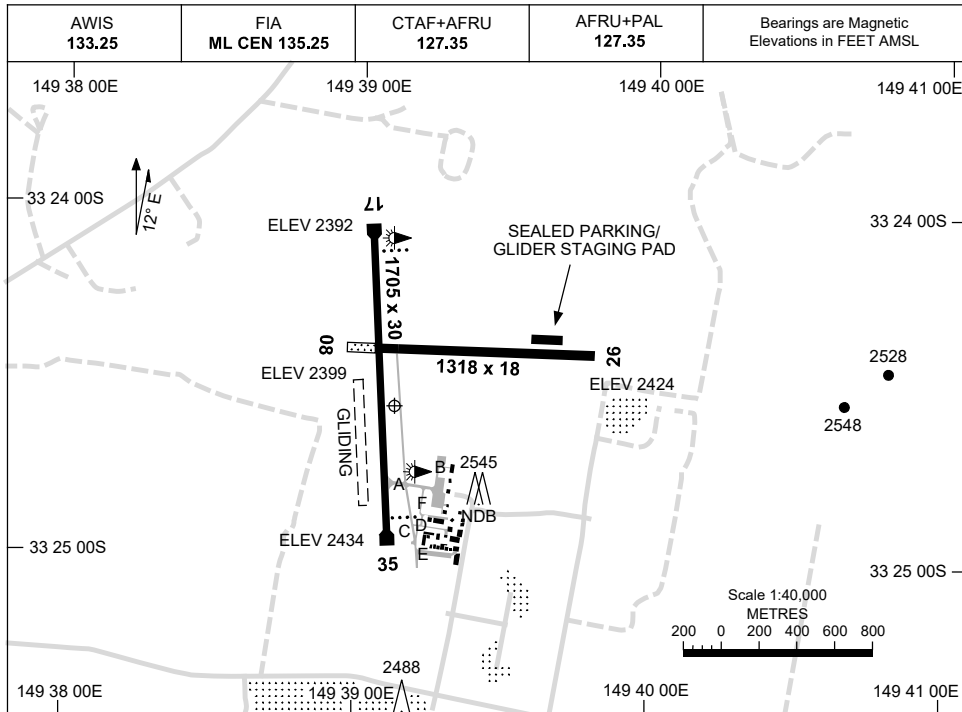 AWIS
133.25
FIA
ML CEN 135.25
CTAF+AFRU
127.35
AFRU+PAL
127.35
Bearings are Magnetic
Elevations in FEET AMSL
149 38 00E
149 39 00E
149 40 00E
149 41 00E
33 24 00S
33 24 00S
12° E
17
ELEV 2392
SEALED PARKING/
GLIDER STAGING PAD
1705 x 30
08
26
1318 x 18
ELEV 2399
ELEV 2424
2528
2548
GLIDING
B
2545
A
NDB
F
D
C
E
ELEV 2434
35
33 25 00S
33 25 00S
Scale 1:40,000
METRES
200 0 200 400 600 800
2488
149 38 00E
149 39 00E
149 40 00E
149 41 00E